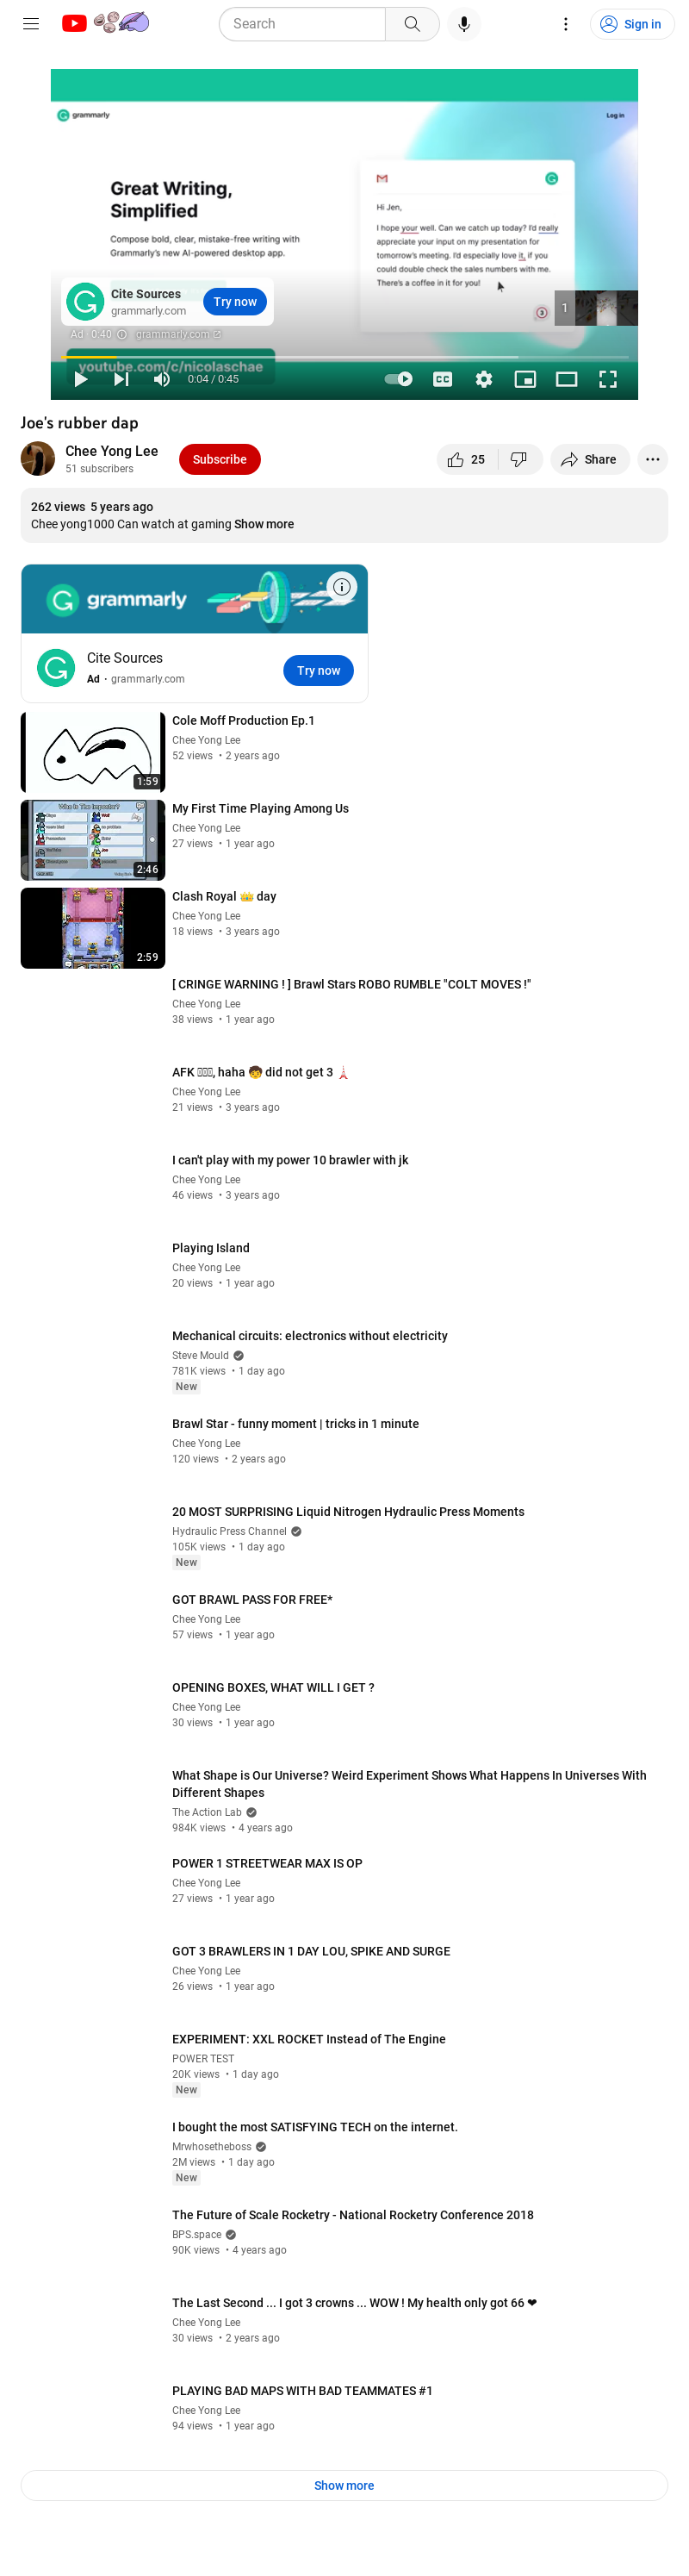 Search
Sign in
grammarly
Log in
Great Writing,
Simplified
Compose bold, clear, mistake-free writing with
Grammarly's new AI-powered desktop app.
Hi Jen,
I hope your well. Can we catch up today? I'd really
appreciate your input on my presentation for
tomorrow's meeting. I'd especially love it, if you
could double check the sales numbers with me.
There's a coffee in it for you!
3
1
Cite Sources
grammarly.com
Try now
Ad · 0:40
grammarly.com
youtube.com/c/nicolaschae
0:04 / 0:45
CC
Joe's rubber dap
Chee Yong Lee
51 subscribers
Subscribe
25
Share
262 views 5 years ago
Chee yong1000 Can watch at gaming Show more
grammarly
Cite Sources
Ad · grammarly.com
Try now
Cole Moff Production Ep.1
Chee Yong Lee
52 views • 2 years ago
1:59
My First Time Playing Among Us
Chee Yong Lee
27 views • 1 year ago
Who Is The Impostor?
2:46
Clash Royal 👑 day
Chee Yong Lee
18 views • 3 years ago
2:59
[ CRINGE WARNING ! ] Brawl Stars ROBO RUMBLE "COLT MOVES !"
Chee Yong Lee
38 views • 1 year ago
AFK , haha 🧒 did not get 3 🗼
Chee Yong Lee
21 views • 3 years ago
I can't play with my power 10 brawler with jk
Chee Yong Lee
46 views • 3 years ago
Playing Island
Chee Yong Lee
20 views • 1 year ago
Mechanical circuits: electronics without electricity
Steve Mould
781K views • 1 day ago
New
Brawl Star - funny moment | tricks in 1 minute
Chee Yong Lee
120 views • 2 years ago
20 MOST SURPRISING Liquid Nitrogen Hydraulic Press Moments
Hydraulic Press Channel
105K views • 1 day ago
New
GOT BRAWL PASS FOR FREE*
Chee Yong Lee
57 views • 1 year ago
OPENING BOXES, WHAT WILL I GET ?
Chee Yong Lee
30 views • 1 year ago
What Shape is Our Universe? Weird Experiment Shows What Happens In Universes With
Different Shapes
The Action Lab
984K views • 4 years ago
POWER 1 STREETWEAR MAX IS OP
Chee Yong Lee
27 views • 1 year ago
GOT 3 BRAWLERS IN 1 DAY LOU, SPIKE AND SURGE
Chee Yong Lee
26 views • 1 year ago
EXPERIMENT: XXL ROCKET Instead of The Engine
POWER TEST
20K views • 1 day ago
New
I bought the most SATISFYING TECH on the internet.
Mrwhosetheboss
2M views • 1 day ago
New
The Future of Scale Rocketry - National Rocketry Conference 2018
BPS.space
90K views • 4 years ago
The Last Second ... I got 3 crowns ... WOW ! My health only got 66 ❤
Chee Yong Lee
30 views • 2 years ago
PLAYING BAD MAPS WITH BAD TEAMMATES #1
Chee Yong Lee
94 views • 1 year ago
Show more